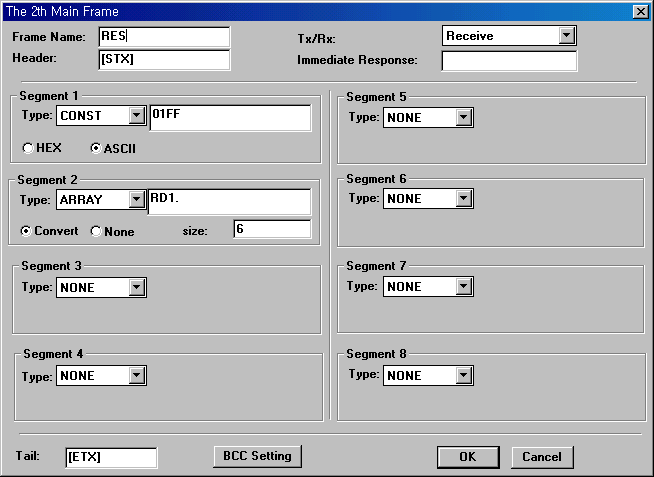 The 2th Main Frame
Frame Name: RES
Tx/Rx: Receive
Header: [STX]
Immediate Response:
Segment 1
Type: CONST 01FF
HEX ASCII
Segment 2
Type: ARRAY RD1.
Convert None size: 6
Segment 3
Type: NONE
Segment 4
Type: NONE
Segment 5
Type: NONE
Segment 6
Type: NONE
Segment 7
Type: NONE
Segment 8
Type: NONE
Tail: [ETX]
BCC Setting
OK
Cancel